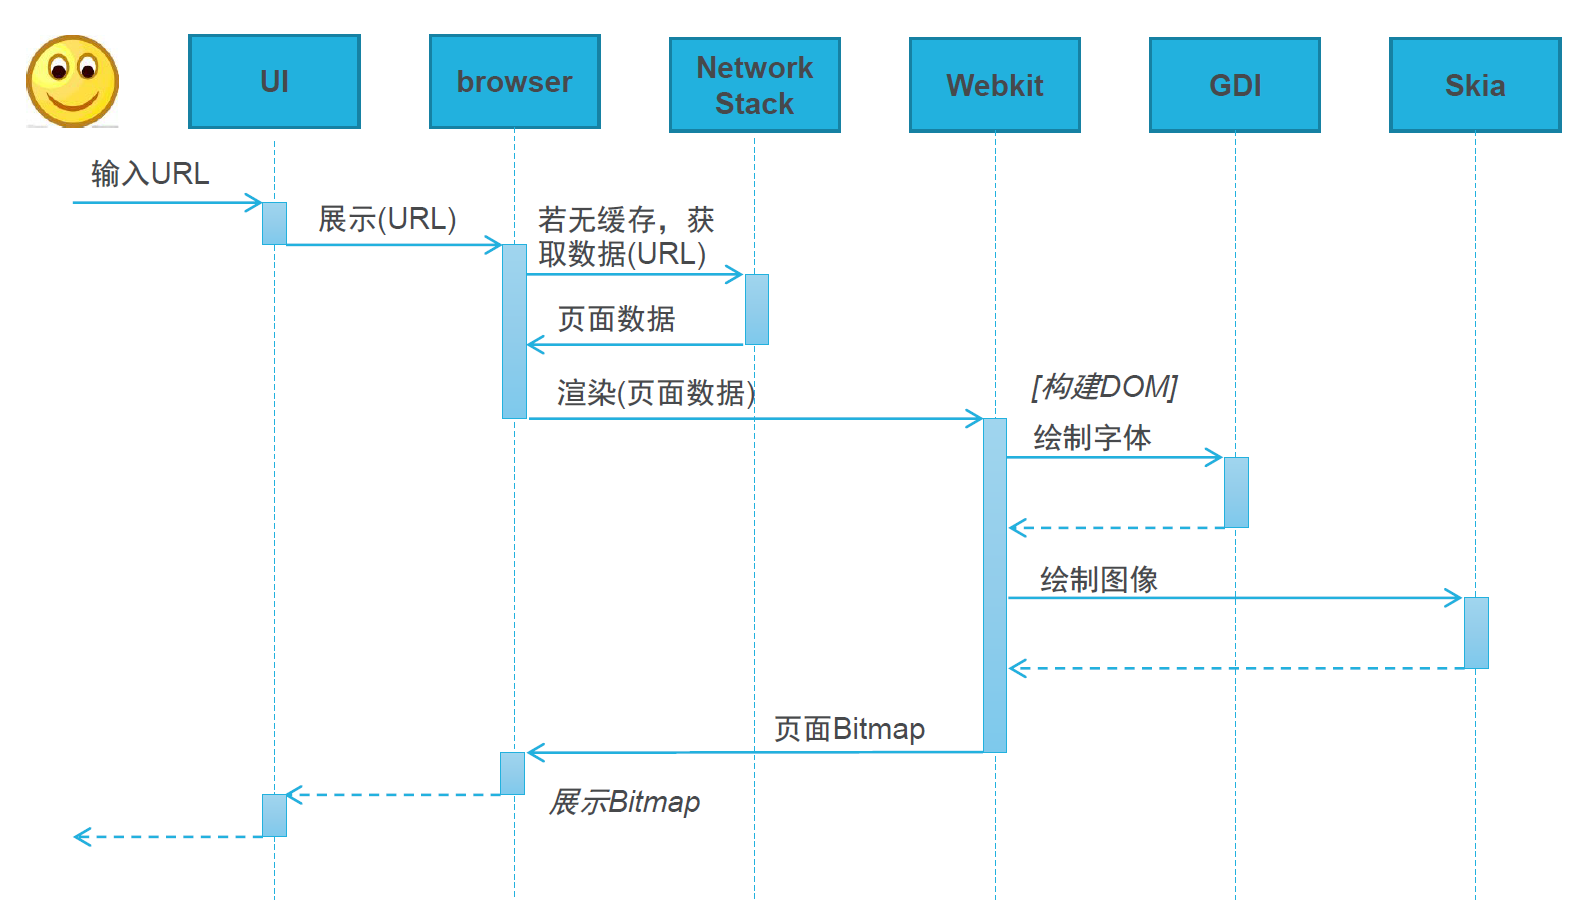 UI
browser
Network
Stack
Webkit
GDI
Skia
输入URL
展示(URL)
若无缓存，获
取数据(URL)
页面数据
渲染(页面数据)
[构建DOM]
绘制字体
绘制图像
页面Bitmap
展示Bitmap